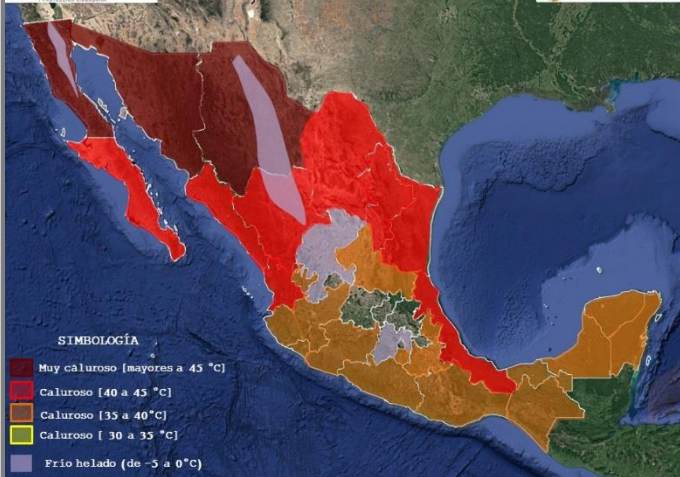 SIMBOLOGÍA
Muy caluroso [mayores a 45 °C]
Caluroso [40 a 45 °C]
Caluroso [35 a 40°C]
Caluroso [ 30 a 35 °C]
Frío helado (de -5 a 0°C)